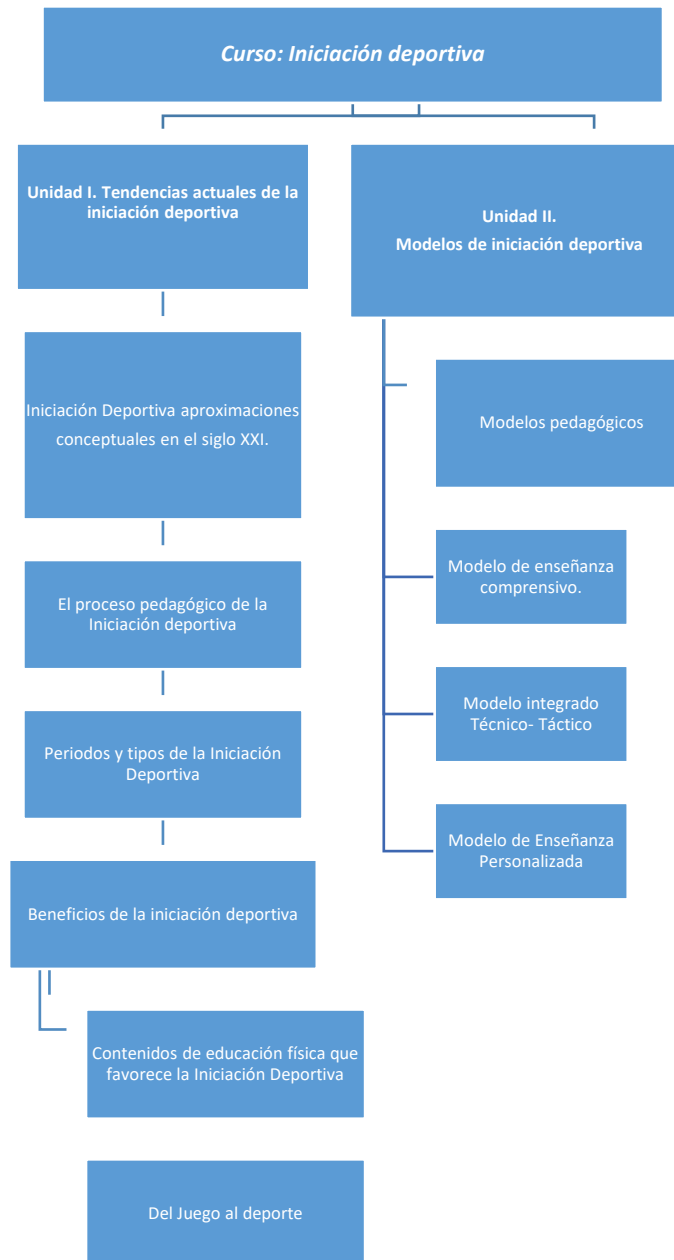 Curso: Iniciación deportiva
Unidad I. Tendencias actuales de la
iniciación deportiva
Iniciación Deportiva aproximaciones
conceptuales en el siglo XXI.
El proceso pedagógico de la
Iniciación deportiva
Periodos y tipos de la Iniciación
Deportiva
Beneficios de la iniciación deportiva
Contenidos de educación física que
favorece la Iniciación Deportiva
Del Juego al deporte
Unidad II.
Modelos de iniciación deportiva
Modelos pedagógicos
Modelo de enseñanza
comprensivo.
Modelo integrado
Técnico- Táctico
Modelo de Enseñanza
Personalizada